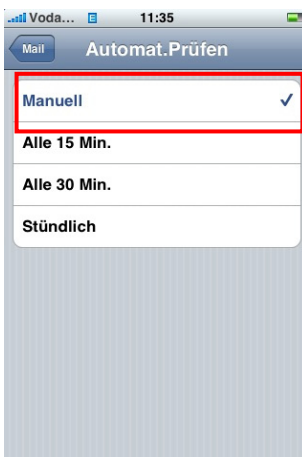 Voda... E 11:35
Mail Automat.Prüfen
Manuell
Alle 15 Min.
Alle 30 Min.
Stündlich